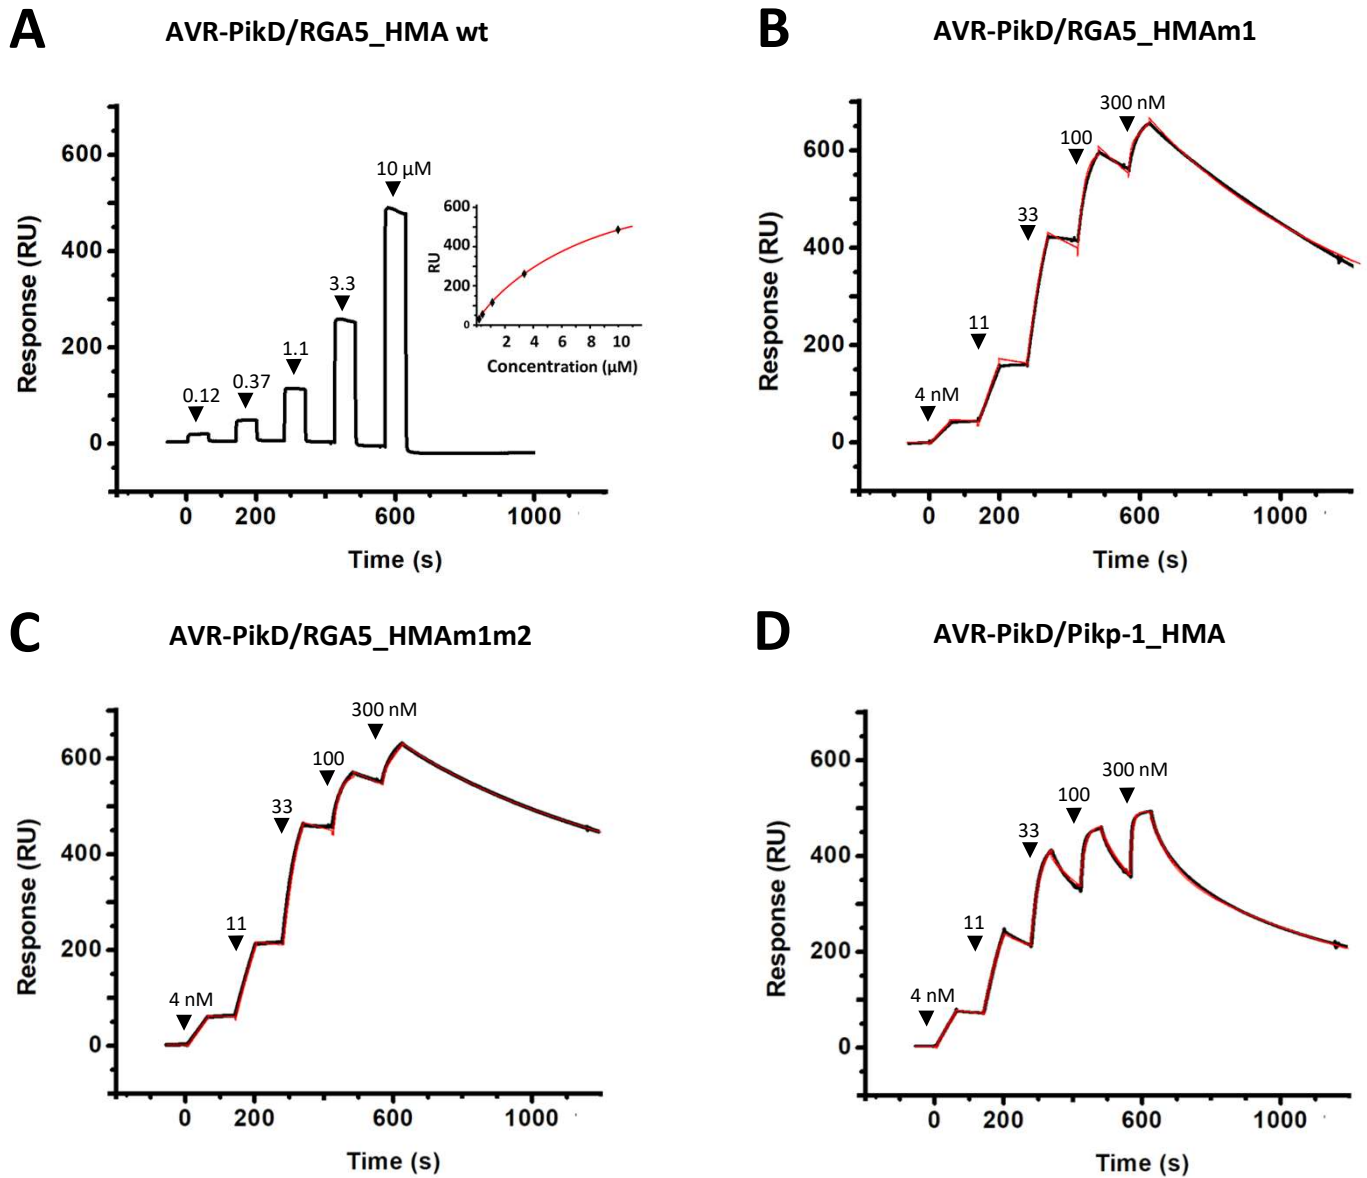 A
AVR-PikD/RGA5_HMA wt
Response (RU)
600
400
200
0
0.12
0.37
1.1
3.3
10 µM
0
200
600
1000
Time (s)
RU
600
400
200
0
2
4
6
8
10
Concentration (µM)
B
AVR-PikD/RGA5_HMAm1
Response (RU)
600
400
200
0
4 nM
11
33
100
300 nM
0
200
600
1000
Time (s)
C
AVR-PikD/RGA5_HMAm1m2
Response (RU)
600
400
200
0
4 nM
11
33
100
300 nM
0
200
600
1000
Time (s)
D
AVR-PikD/Pikp-1_HMA
Response (RU)
600
400
200
0
4 nM
11
33
100
300 nM
0
200
600
1000
Time (s)